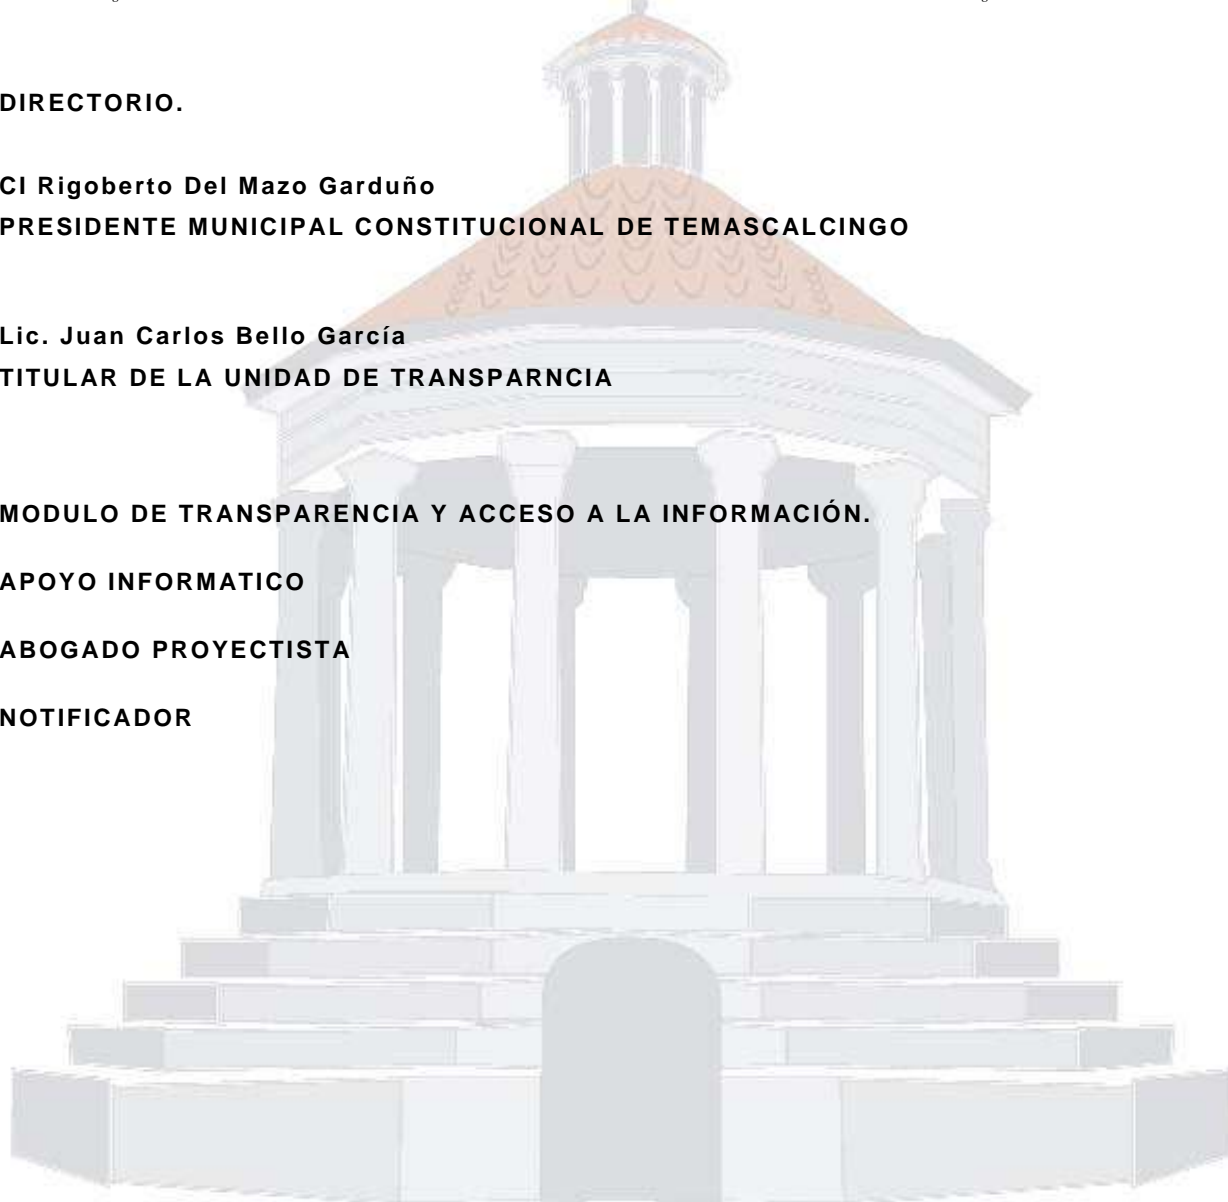 DIRECTORIO.
CI Rigoberto Del Mazo Garduño
PRESIDENTE MUNICIPAL CONSTITUCIONAL DE TEMASCALCINGO
Lic. Juan Carlos Bello García
TITULAR DE LA UNIDAD DE TRANSPARNCIA
MODULO DE TRANSPARENCIA Y ACCESO A LA INFORMACIÓN.
APOYO INFORMATICO
ABOGADO PROYECTISTA
NOTIFICADOR